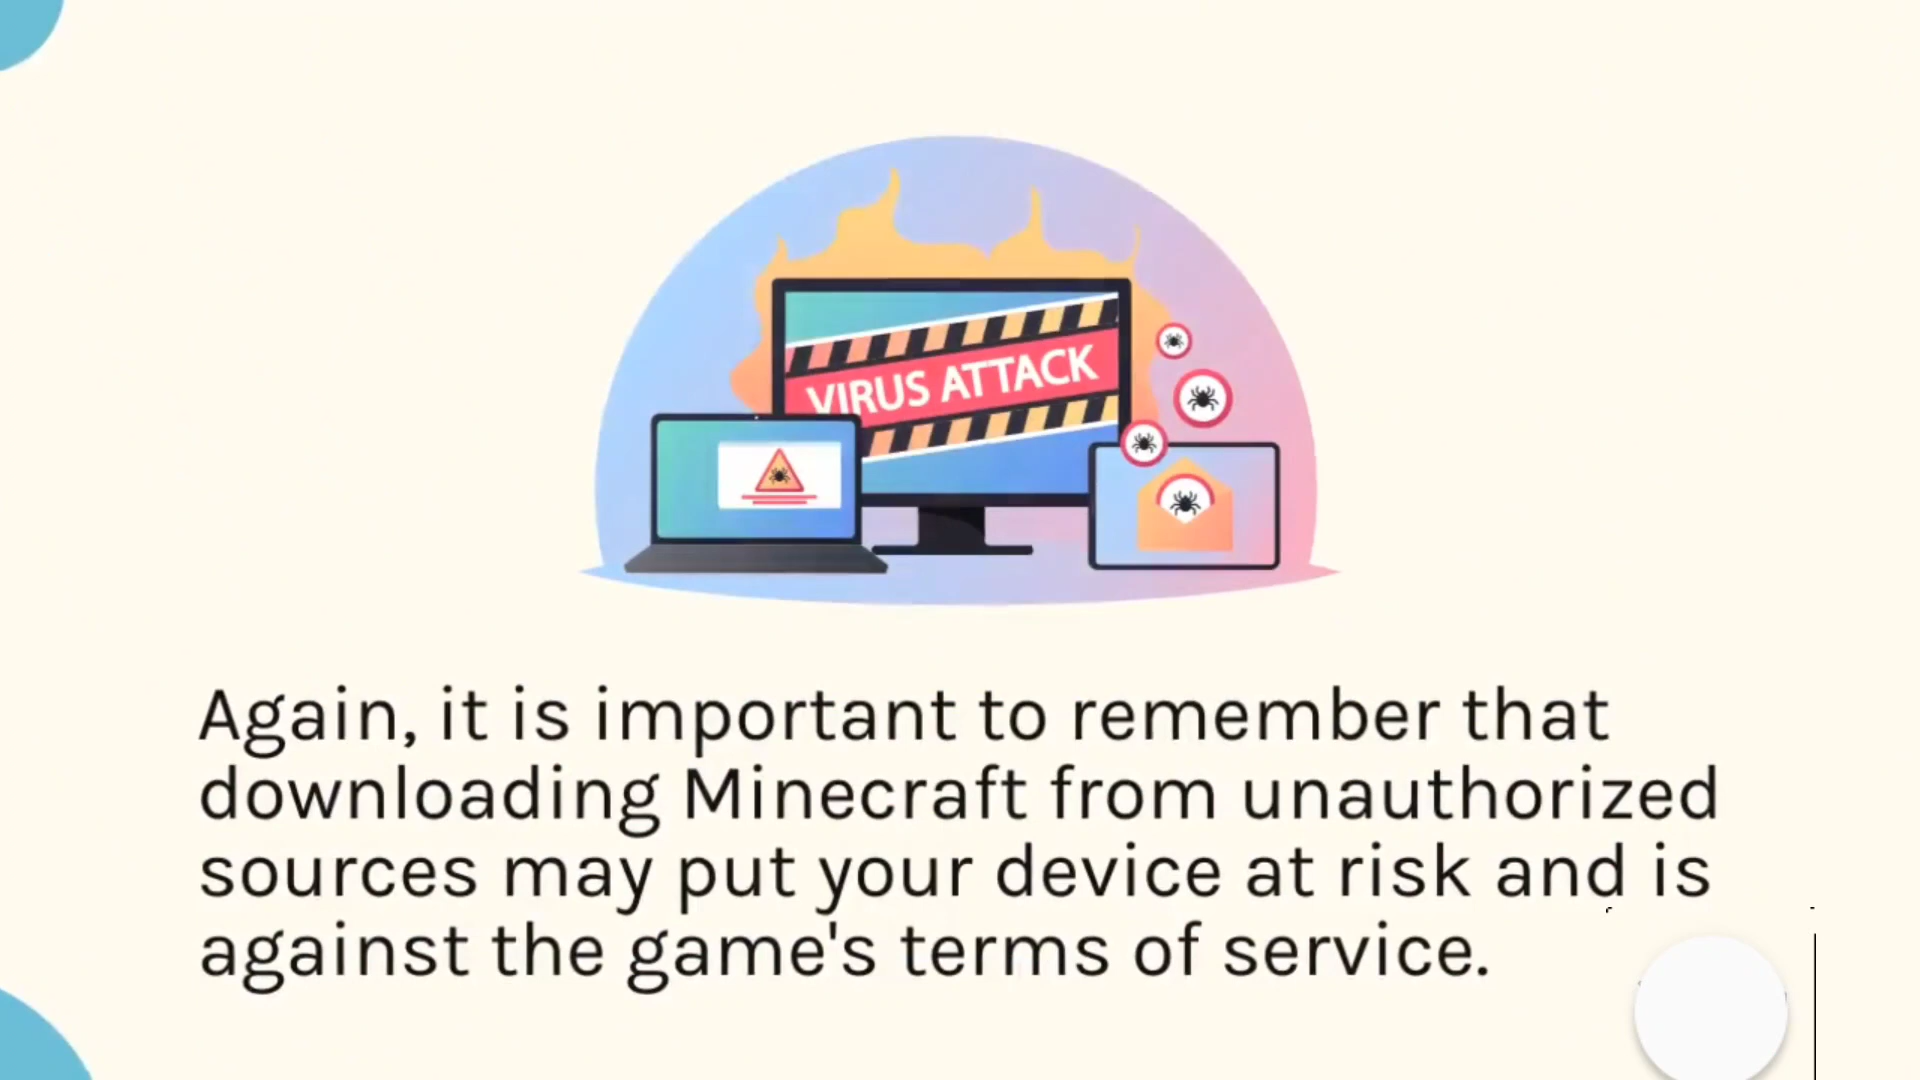 VIRUS ATTACK
Again, it is important to remember that
downloading Minecraft from unauthorized
sources may put your device at risk and is
against the game's terms of service.